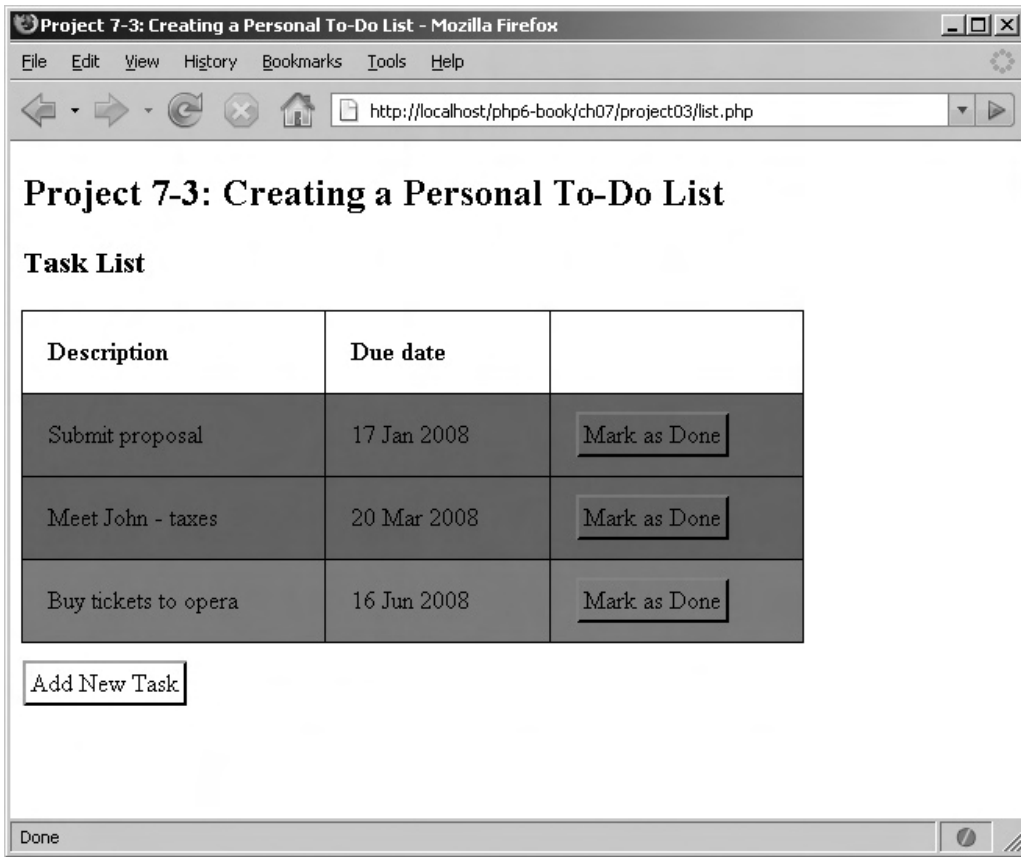 Project 7-3: Creating a Personal To-Do List - Mozilla Firefox
File Edit View History Bookmarks Tools Help
http://localhost/php6-book/ch07/project03/list.php
Project 7-3: Creating a Personal To-Do List
Task List
Description Due date
Submit proposal 17 Jan 2008 Mark as Done
Meet John - taxes 20 Mar 2008 Mark as Done
Buy tickets to opera 16 Jun 2008 Mark as Done
Add New Task
Done